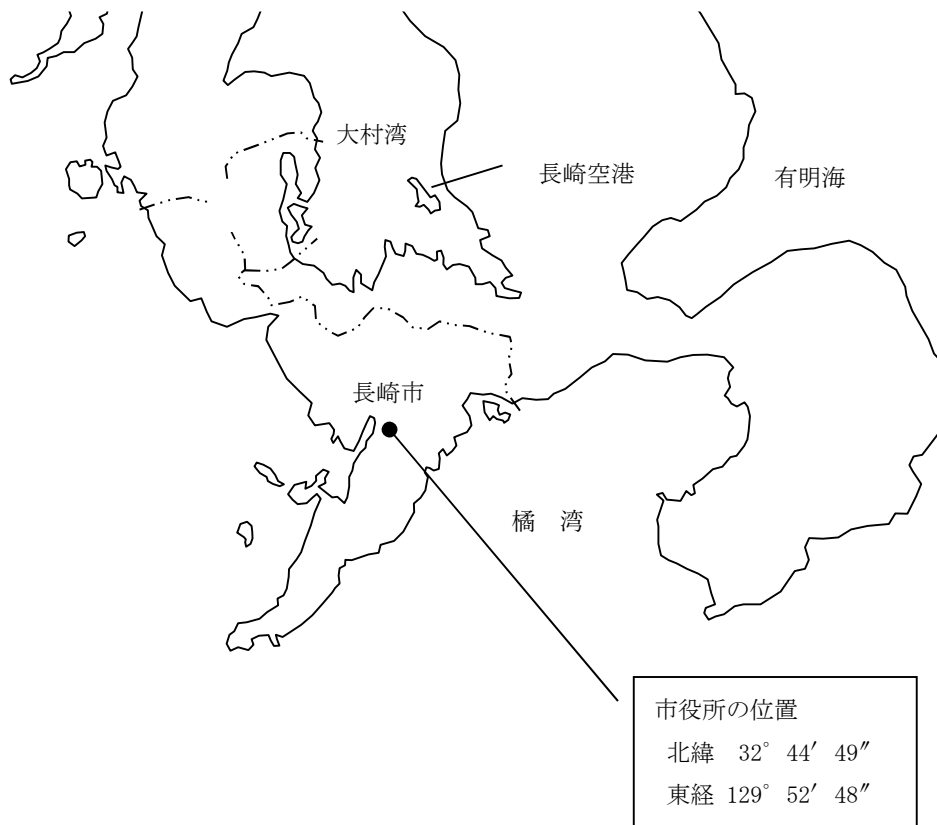 大村湾
長崎空港
有明海
長崎市
橘　湾
市役所の位置
北緯　32° 44′ 49″
東経 129° 52′ 48″